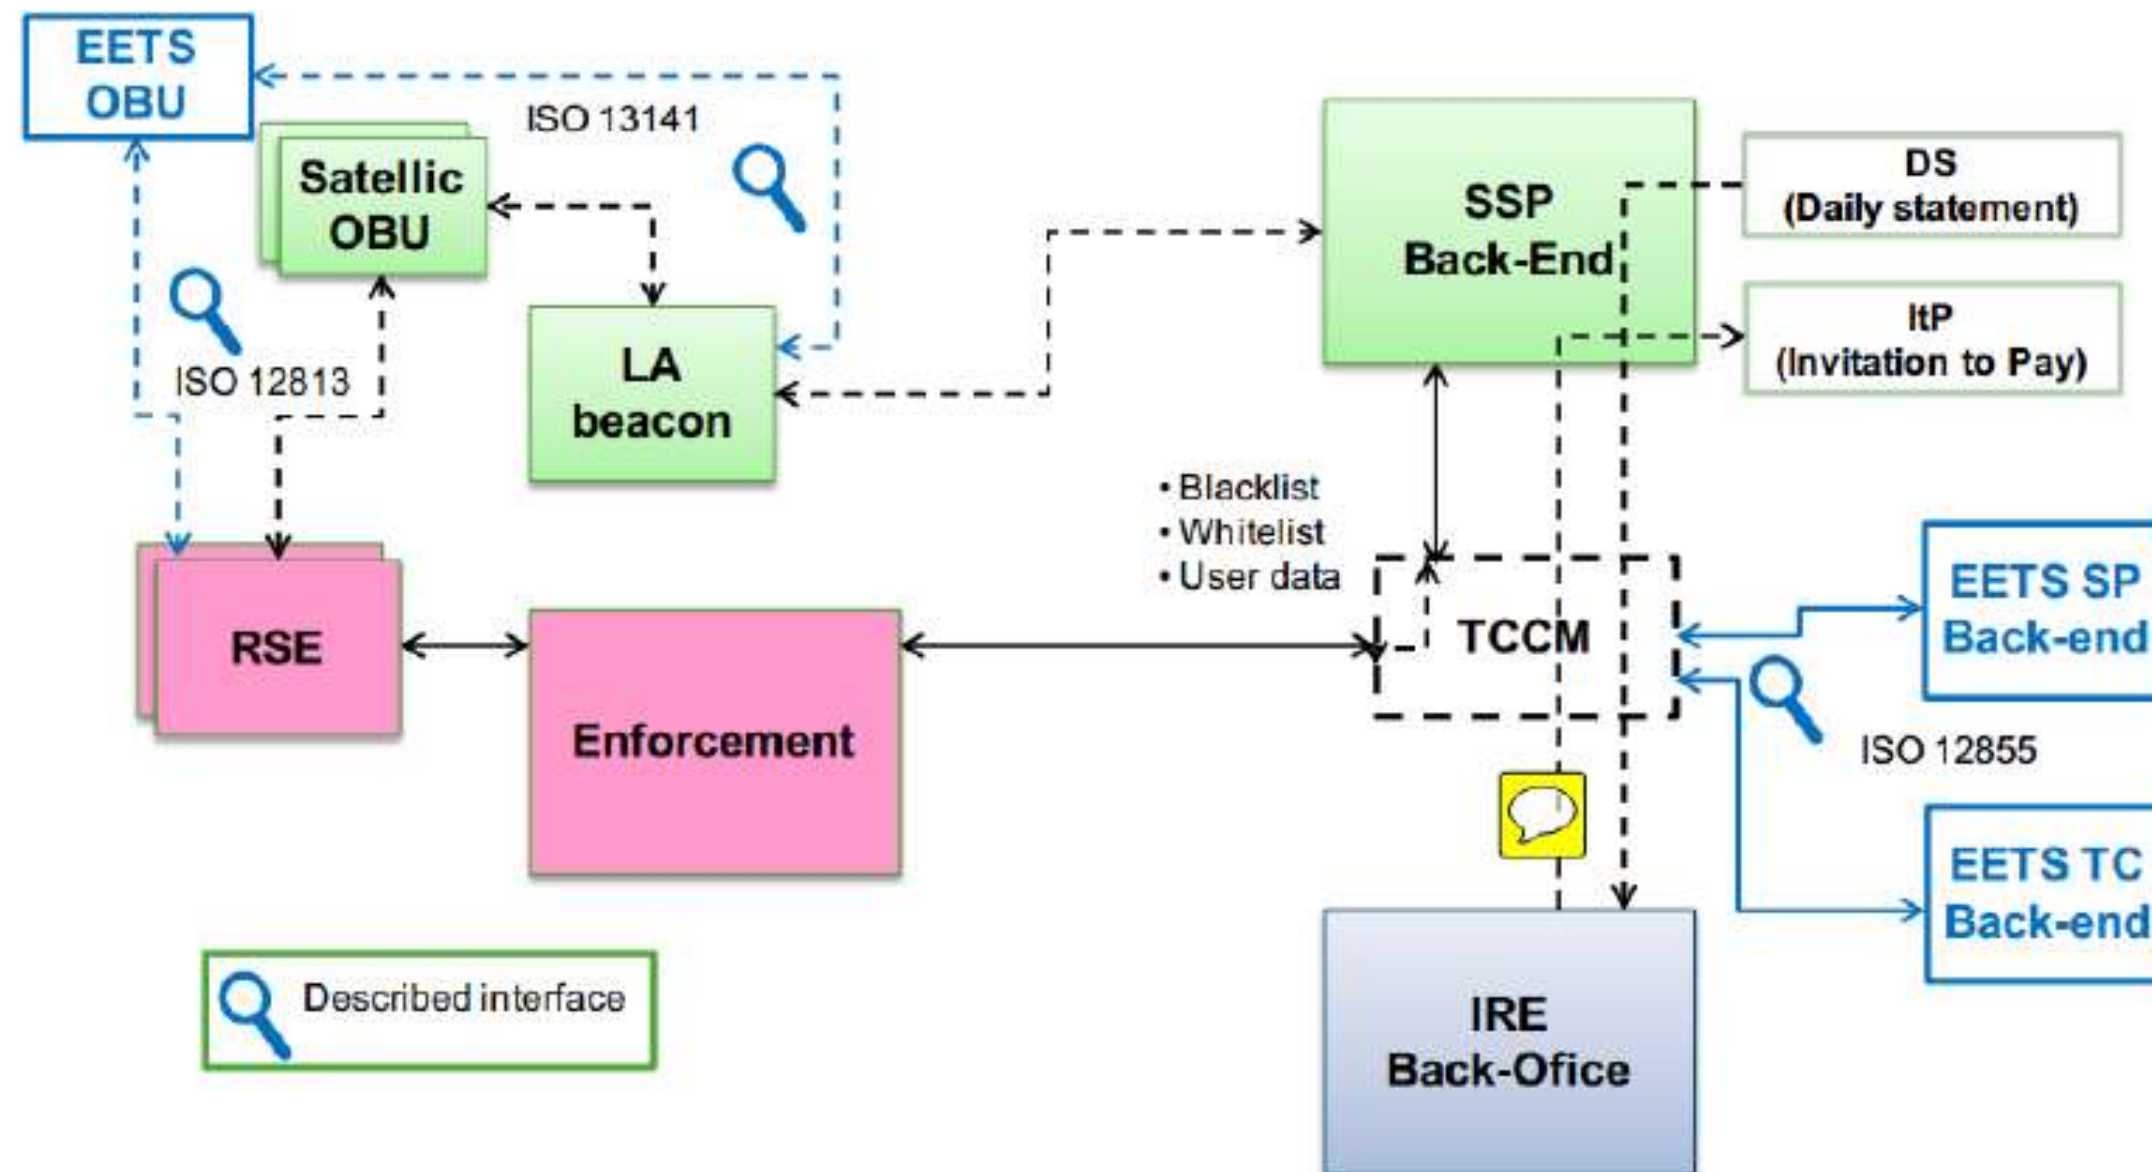 EETS
OBU
ISO 13141
Satellic
OBU
ISO 12813
LA
beacon
SSP
Back-End
DS
(Daily statement)
ItP
(Invitation to Pay)
• Blacklist
• Whitelist
• User data
RSE
Enforcement
TCCM
EETS SP
Back-end
ISO 12855
EETS TC
Back-end
IRE
Back-Ofice
Described interface